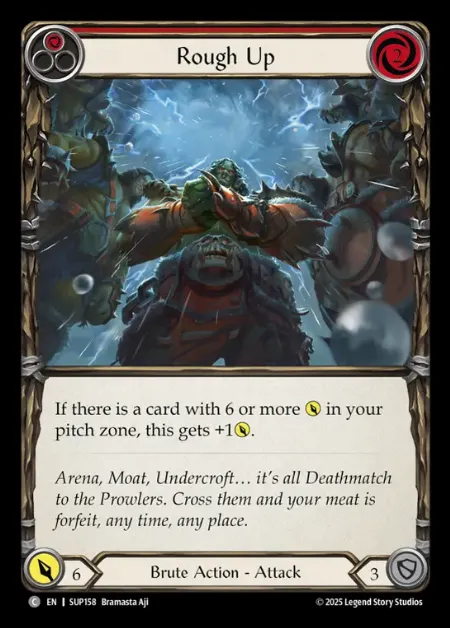 Rough Up
2
If there is a card with 6 or more in your
pitch zone, this gets +1.
Arena, Moat, Undercroft… it's all Deathmatch
to the Prowlers. Cross them and your meat is
forfeit, any time, any place.
6
Brute Action - Attack
3
C EN | SUP158 Bramasta Aji
© 2025 Legend Story Studios